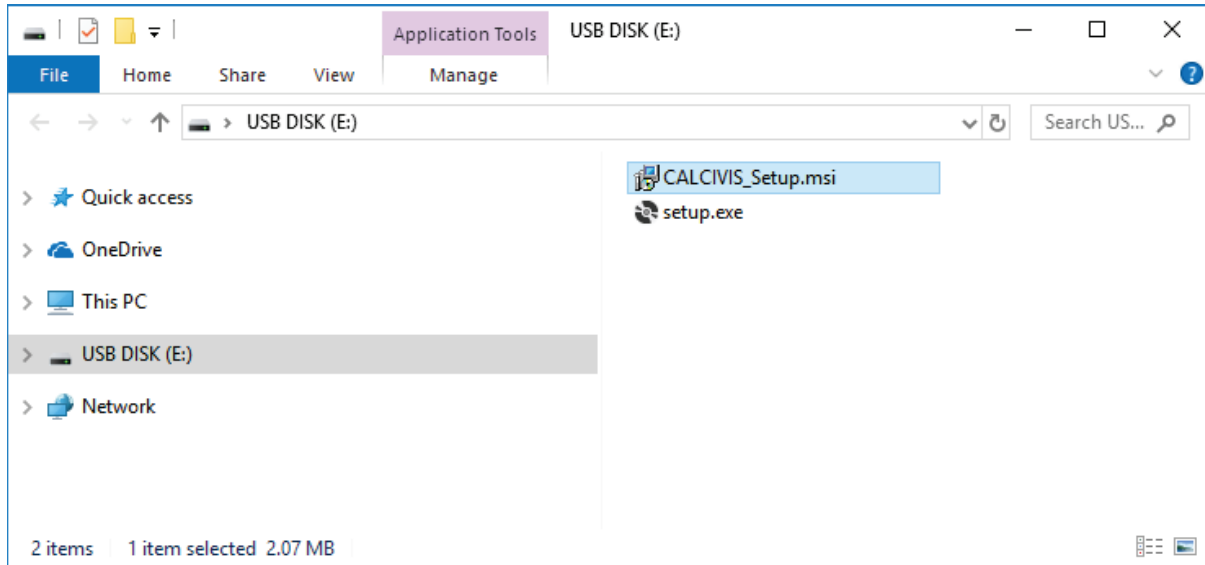 Application Tools USB DISK (E:)
File Home Share View Manage ?
USB DISK (E:) Search US...
Quick access
OneDrive
This PC
USB DISK (E:)
Network
CALCIVIS_Setup.msi
setup.exe
2 items 1 item selected 2.07 MB